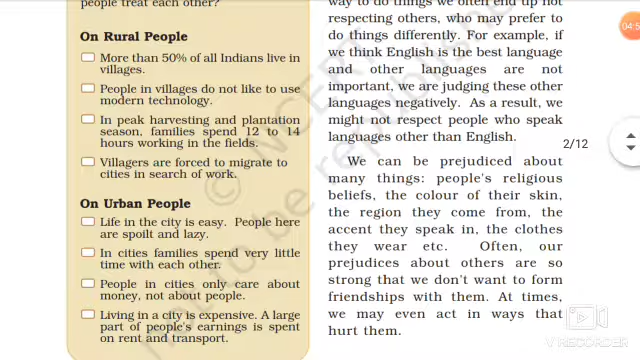 people treat each other?
On Rural People
More than 50% of all Indians live in
villages.
People in villages do not like to use
modern technology.
In peak harvesting and plantation
season, families spend 12 to 14
hours working in the fields.
Villagers are forced to migrate to
cities in search of work.
On Urban People
Life in the city is easy. People here
are spoilt and lazy.
In cities families spend very little
time with each other.
People in cities only care about
money, not about people.
Living in a city is expensive. A large
part of people's earnings is spent
on rent and transport.
way to do things we often end up not
respecting others, who may prefer to
do things differently. For example, if
we think English is the best language
and other languages are not
important, we are judging these other
languages negatively. As a result, we
might not respect people who speak
languages other than English.
We can be prejudiced about
many things: people's religious
beliefs, the colour of their skin,
the region they come from, the
accent they speak in, the clothes
they wear etc. Often, our
prejudices about others are so
strong that we don't want to form
friendships with them. At times,
we may even act in ways that
hurt them.
04:5
2/12
© NCERT
not to be republished
REC